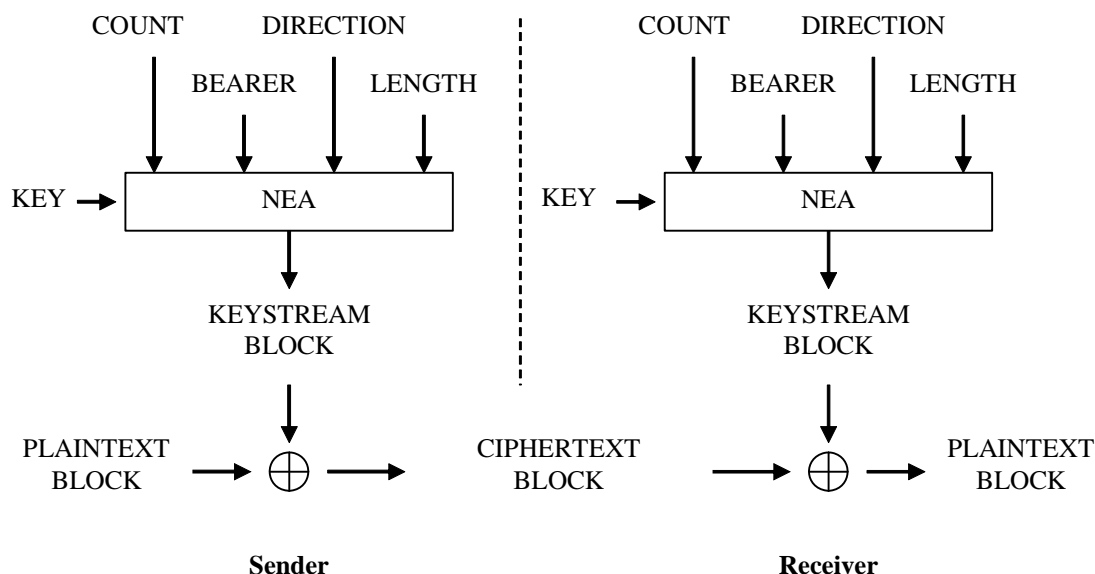 COUNT DIRECTION
BEARER LENGTH
KEY NEA
KEYSTREAM
BLOCK
PLAINTEXT
BLOCK
COUNT DIRECTION
BEARER LENGTH
KEY NEA
KEYSTREAM
BLOCK
CIPHERTEXT
BLOCK
PLAINTEXT
BLOCK
Sender
Receiver